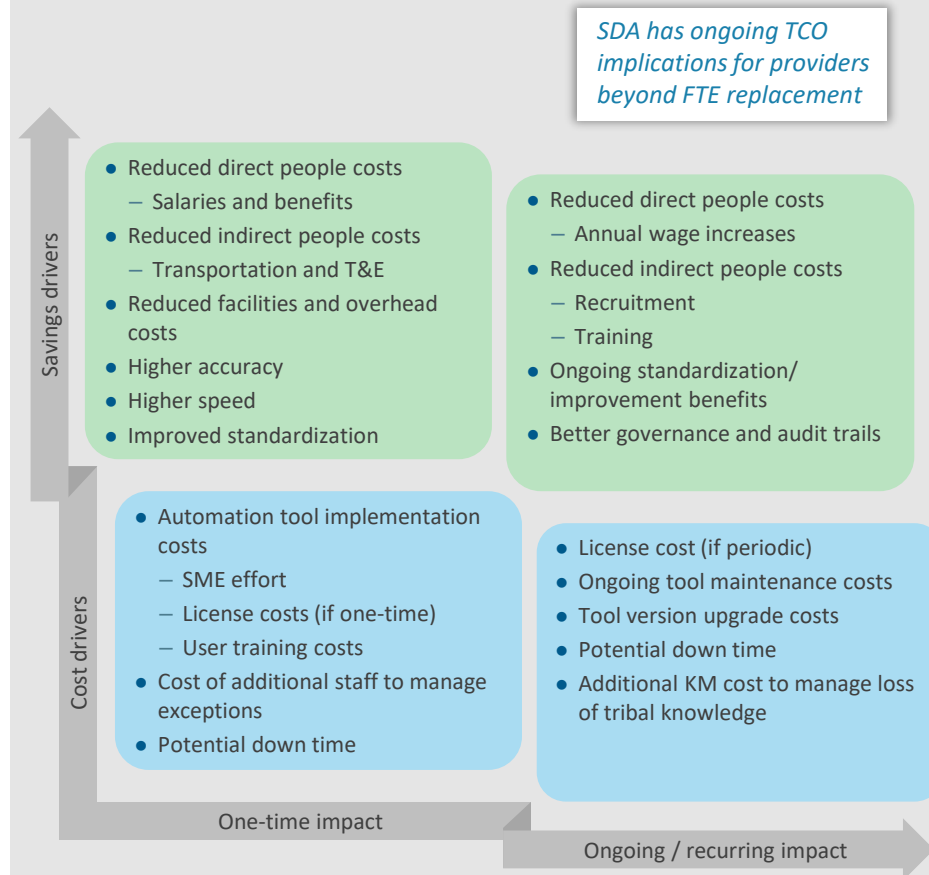 SDA has ongoing TCO
implications for providers
beyond FTE replacement
Savings drivers
● Reduced direct people costs
– Salaries and benefits
● Reduced indirect people costs
– Transportation and T&E
● Reduced facilities and overhead
costs
● Higher accuracy
● Higher speed
● Improved standardization
● Reduced direct people costs
– Annual wage increases
● Reduced indirect people costs
– Recruitment
– Training
● Ongoing standardization/
improvement benefits
● Better governance and audit trails
Cost drivers
● Automation tool implementation
costs
– SME effort
– License costs (if one-time)
– User training costs
● Cost of additional staff to manage
exceptions
● Potential down time
● License cost (if periodic)
● Ongoing tool maintenance costs
● Tool version upgrade costs
● Potential down time
● Additional KM cost to manage loss
of tribal knowledge
One-time impact
Ongoing / recurring impact